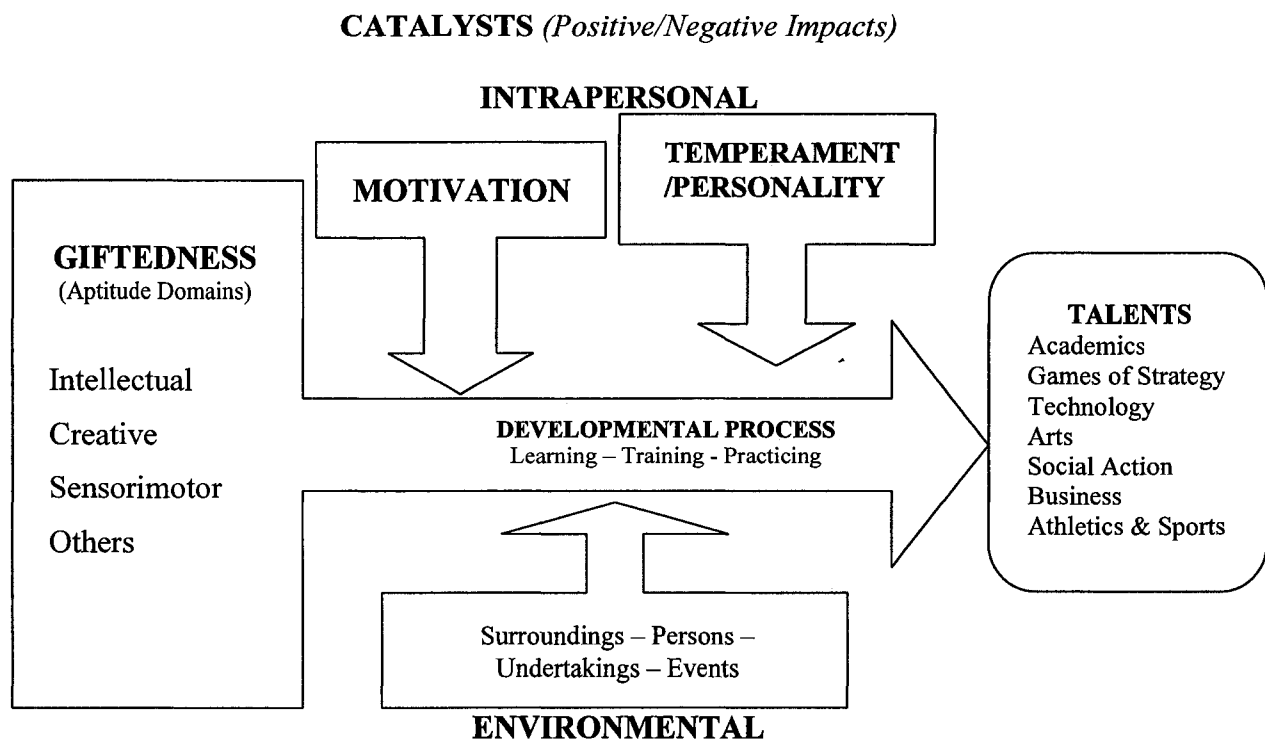 CATALYSTS (Positive/Negative Impacts)
INTRAPERSONAL
MOTIVATION
TEMPERAMENT
/PERSONALITY
GIFTEDNESS
(Aptitude Domains)
Intellectual
Creative
Sensorimotor
Others
DEVELOPMENTAL PROCESS
Learning – Training - Practicing
TALENTS
Academics
Games of Strategy
Technology
Arts
Social Action
Business
Athletics & Sports
Surroundings – Persons –
Undertakings – Events
ENVIRONMENTAL